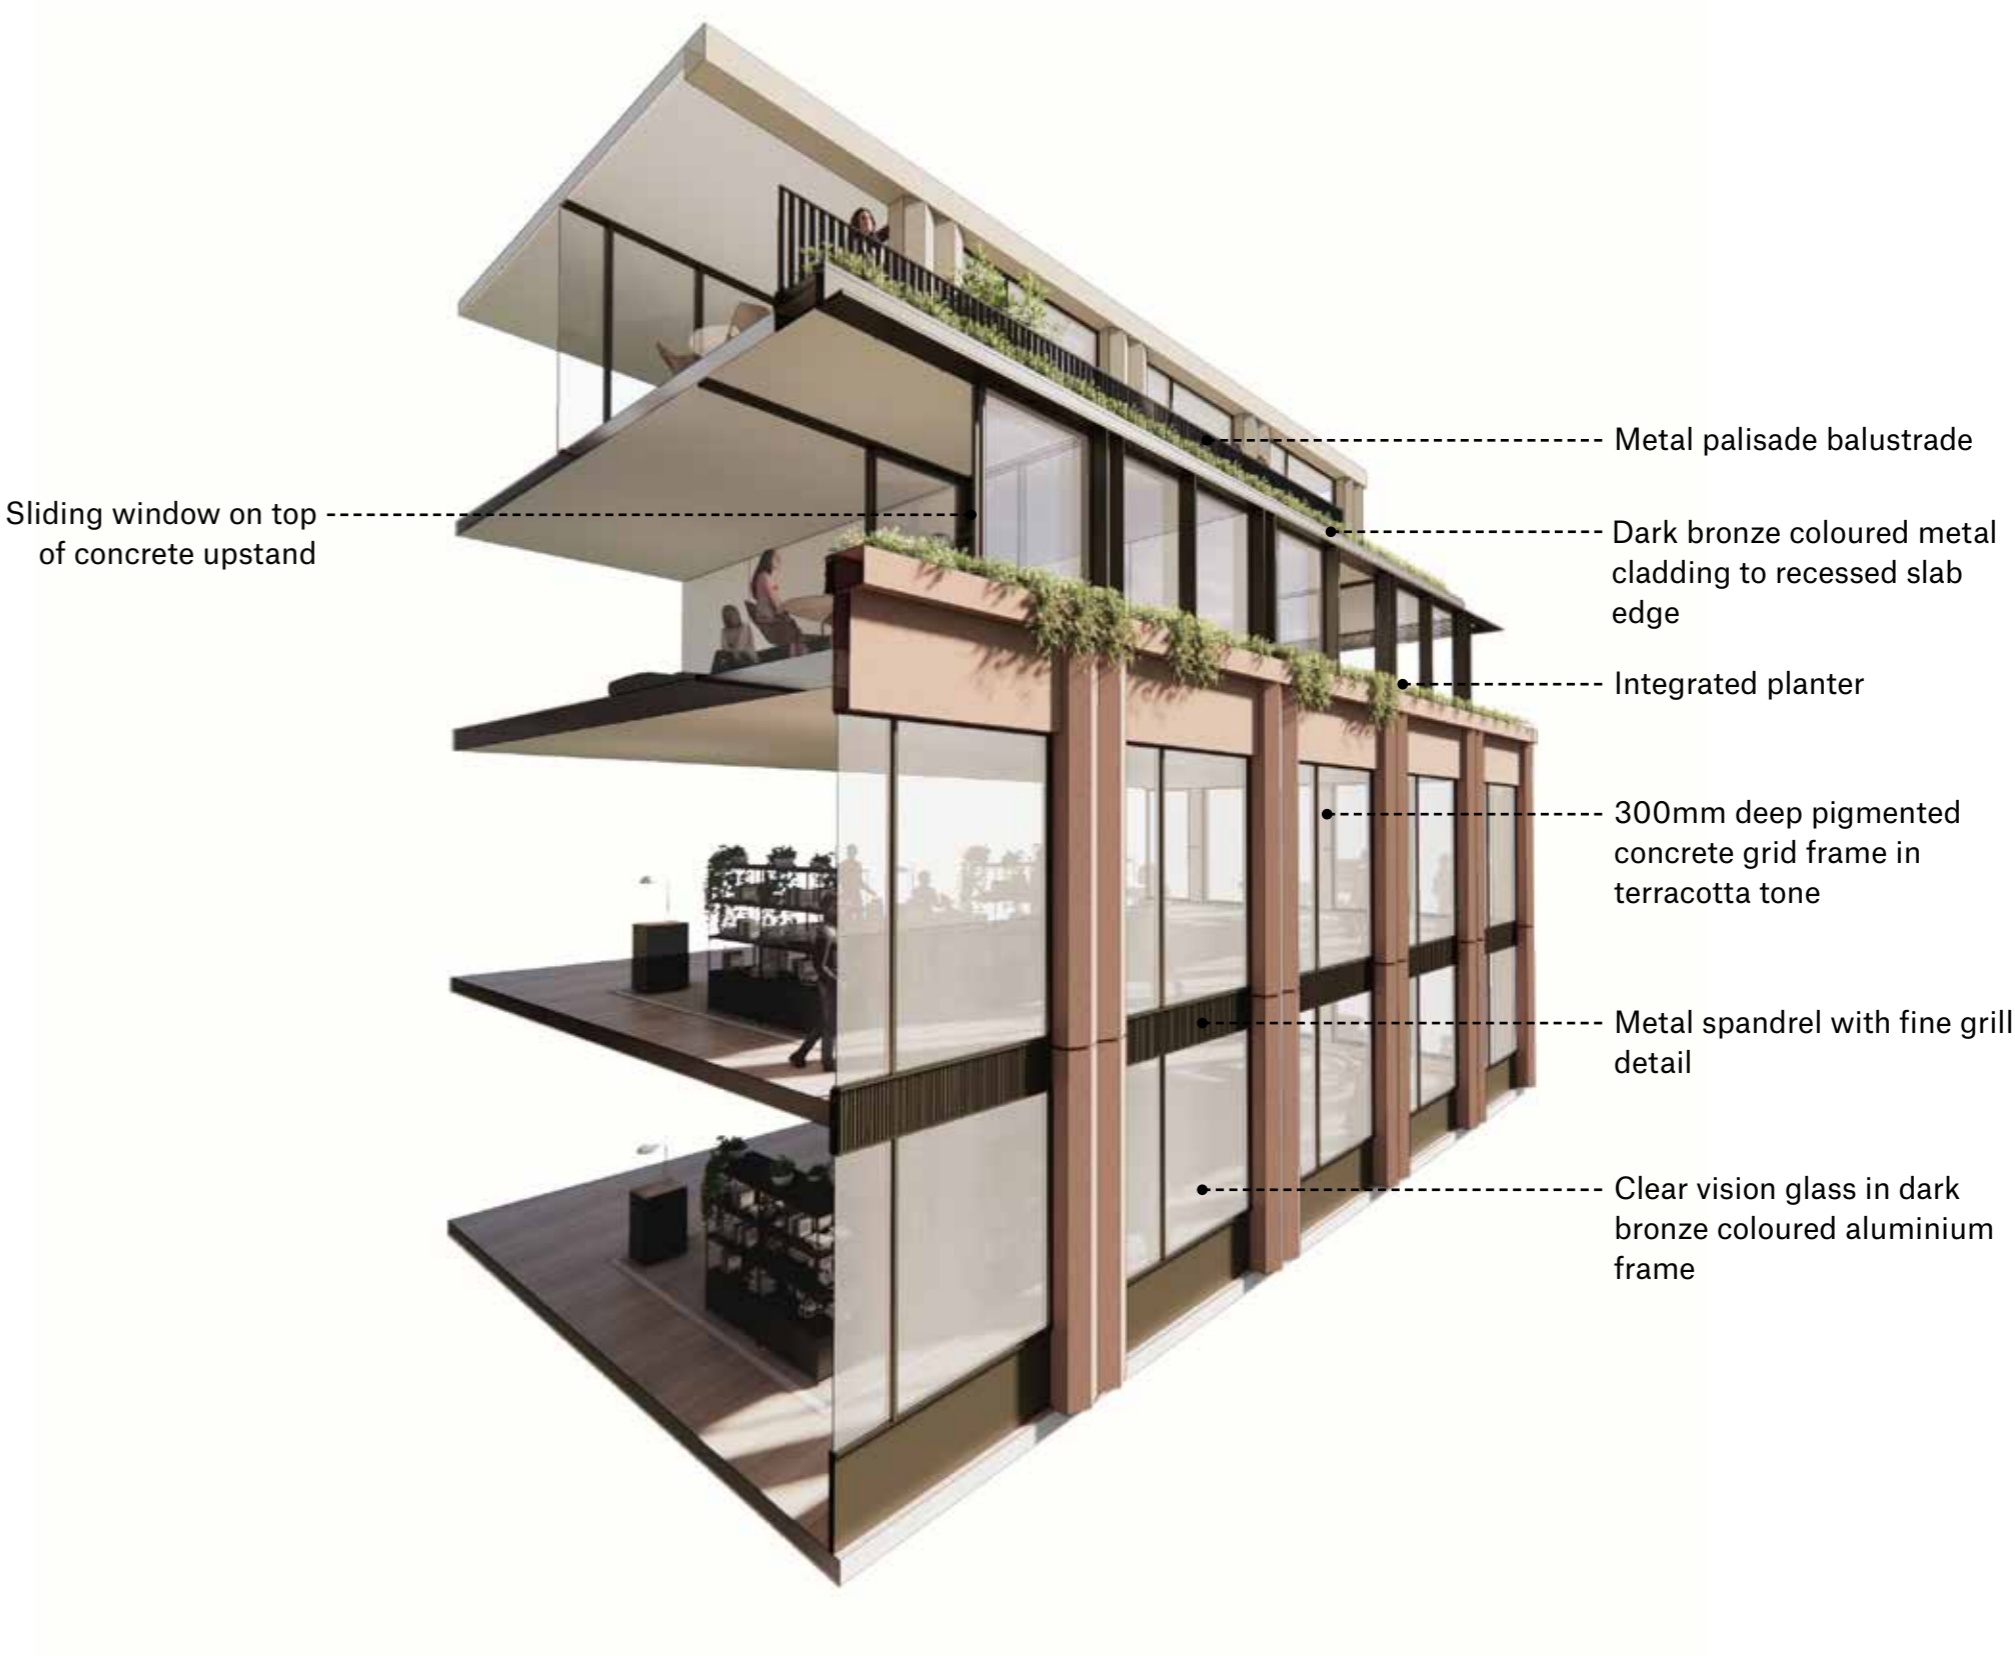 Metal palisade balustrade
Sliding window on top
of concrete upstand
Dark bronze coloured metal
cladding to recessed slab
edge
Integrated planter
300mm deep pigmented
concrete grid frame in
terracotta tone
Metal spandrel with fine grill
detail
Clear vision glass in dark
bronze coloured aluminium
frame